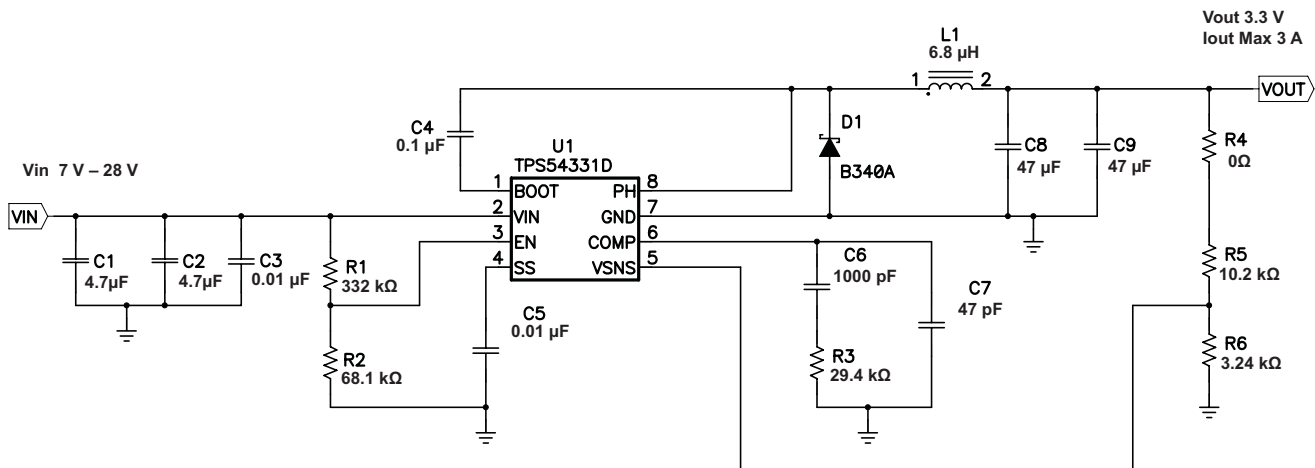 Vout 3.3 V
Iout Max 3 A
L1
6.8 µH
1
2
VOUT
C4
0.1 µF
D1
B340A
C8
47 µF
C9
47 µF
R4
0Ω
U1
TPS54331D
Vin 7 V – 28 V
1 BOOT
PH 8
VIN
2 VIN
GND 7
3 EN
COMP 6
4 SS
VSNS 5
C1
4.7µF
C2
4.7µF
C3
0.01 µF
R1
332 kΩ
C6
1000 pF
R5
10.2 kΩ
C7
47 pF
C5
0.01 µF
R2
68.1 kΩ
R3
29.4 kΩ
R6
3.24 kΩ